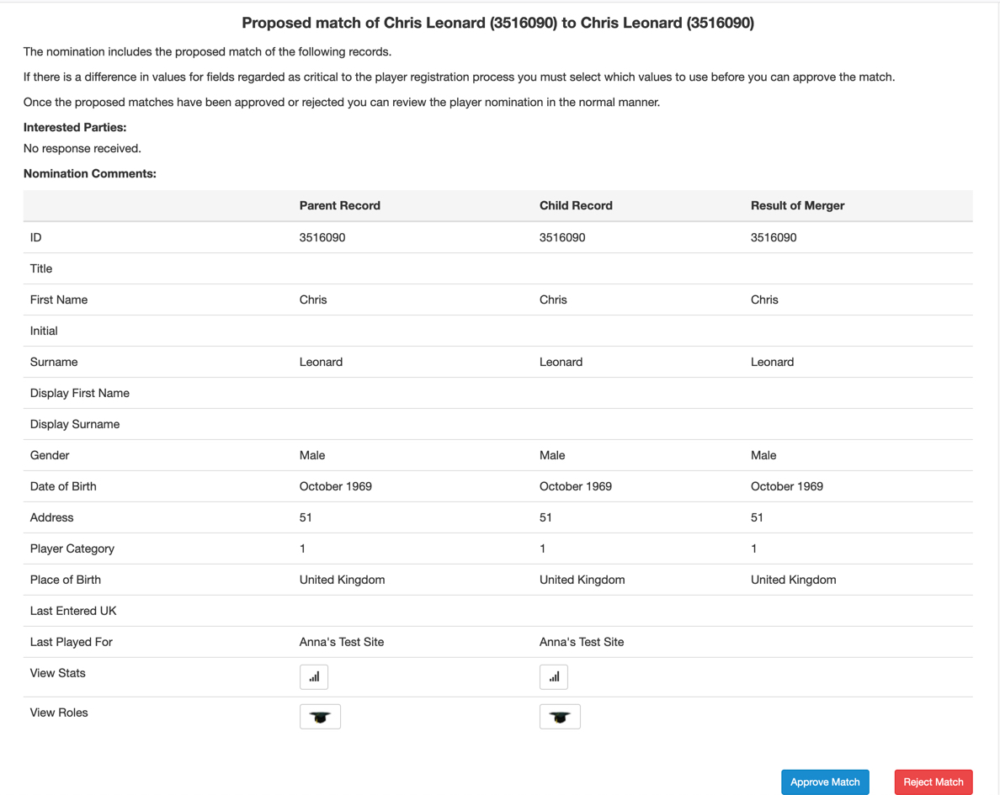 Proposed match of Chris Leonard (3516090) to Chris Leonard (3516090)
The nomination includes the proposed match of the following records.
If there is a difference in values for fields regarded as critical to the player registration process you must select which values to use before you can approve the match.
Once the proposed matches have been approved or rejected you can review the player nomination in the normal manner.
Interested Parties:
No response received.
Nomination Comments:
Parent Record Child Record Result of Merger
ID 3516090 3516090 3516090
Title
First Name Chris Chris Chris
Initial
Surname Leonard Leonard Leonard
Display First Name
Display Surname
Gender Male Male Male
Date of Birth October 1969 October 1969 October 1969
Address 51 51 51
Player Category 1 1 1
Place of Birth United Kingdom United Kingdom United Kingdom
Last Entered UK
Last Played For Anna's Test Site Anna's Test Site
View Stats
View Roles
Approve Match Reject Match